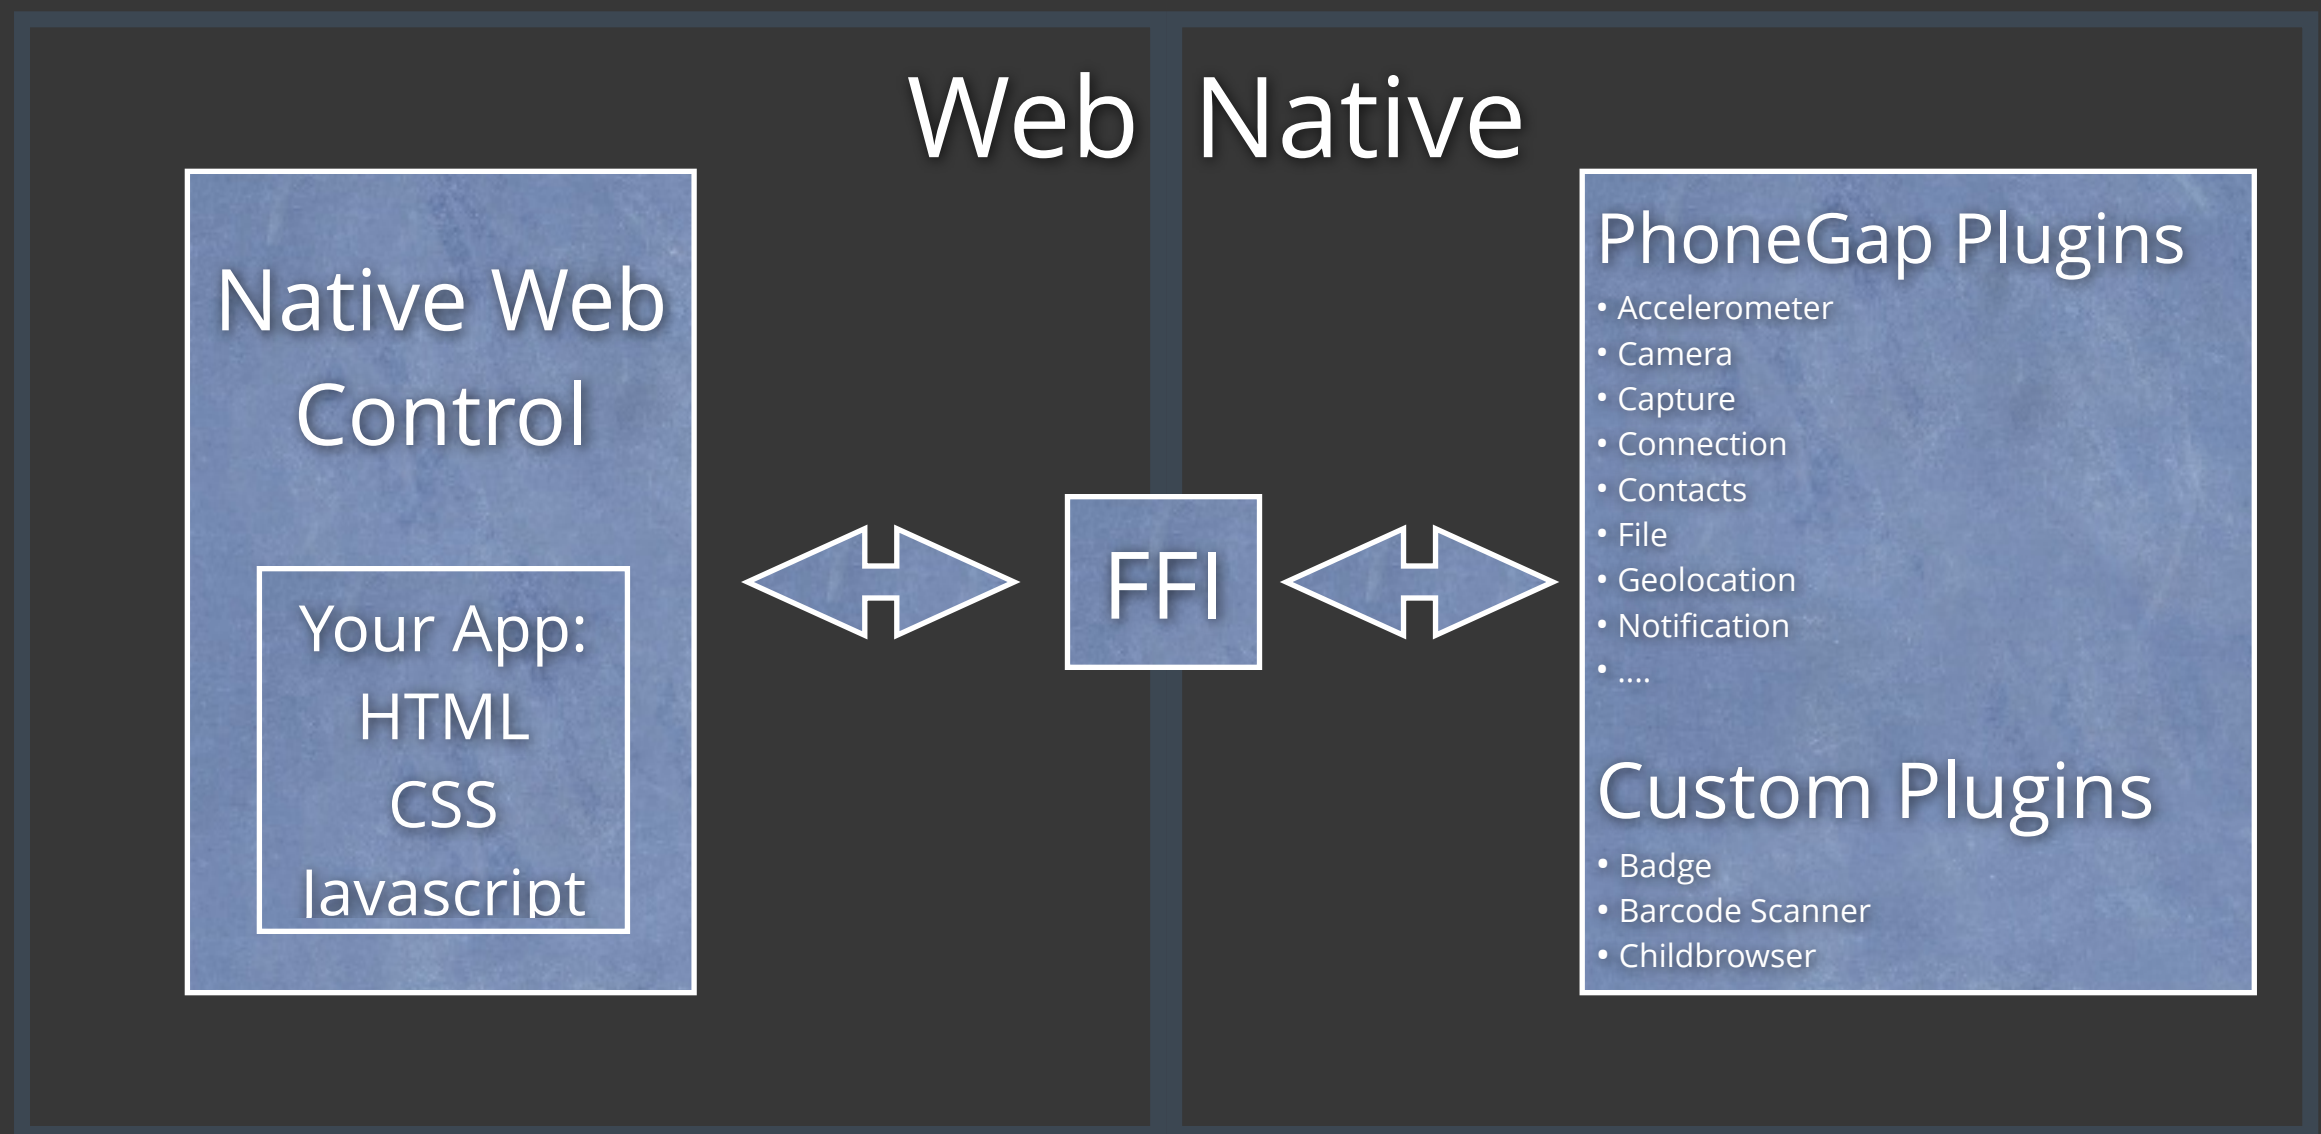 Web Native
Native Web
Control
Your App:
HTML
CSS
Javascript
FFI
PhoneGap Plugins
• Accelerometer
• Camera
• Capture
• Connection
• Contacts
• File
• Geolocation
• Notification
• ....
Custom Plugins
• Badge
• Barcode Scanner
• Childbrowser